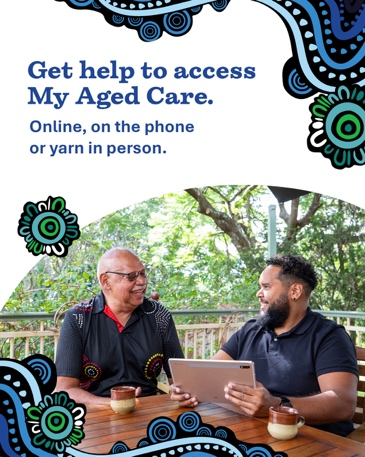 Get help to access
My Aged Care.
Online, on the phone
or yarn in person.